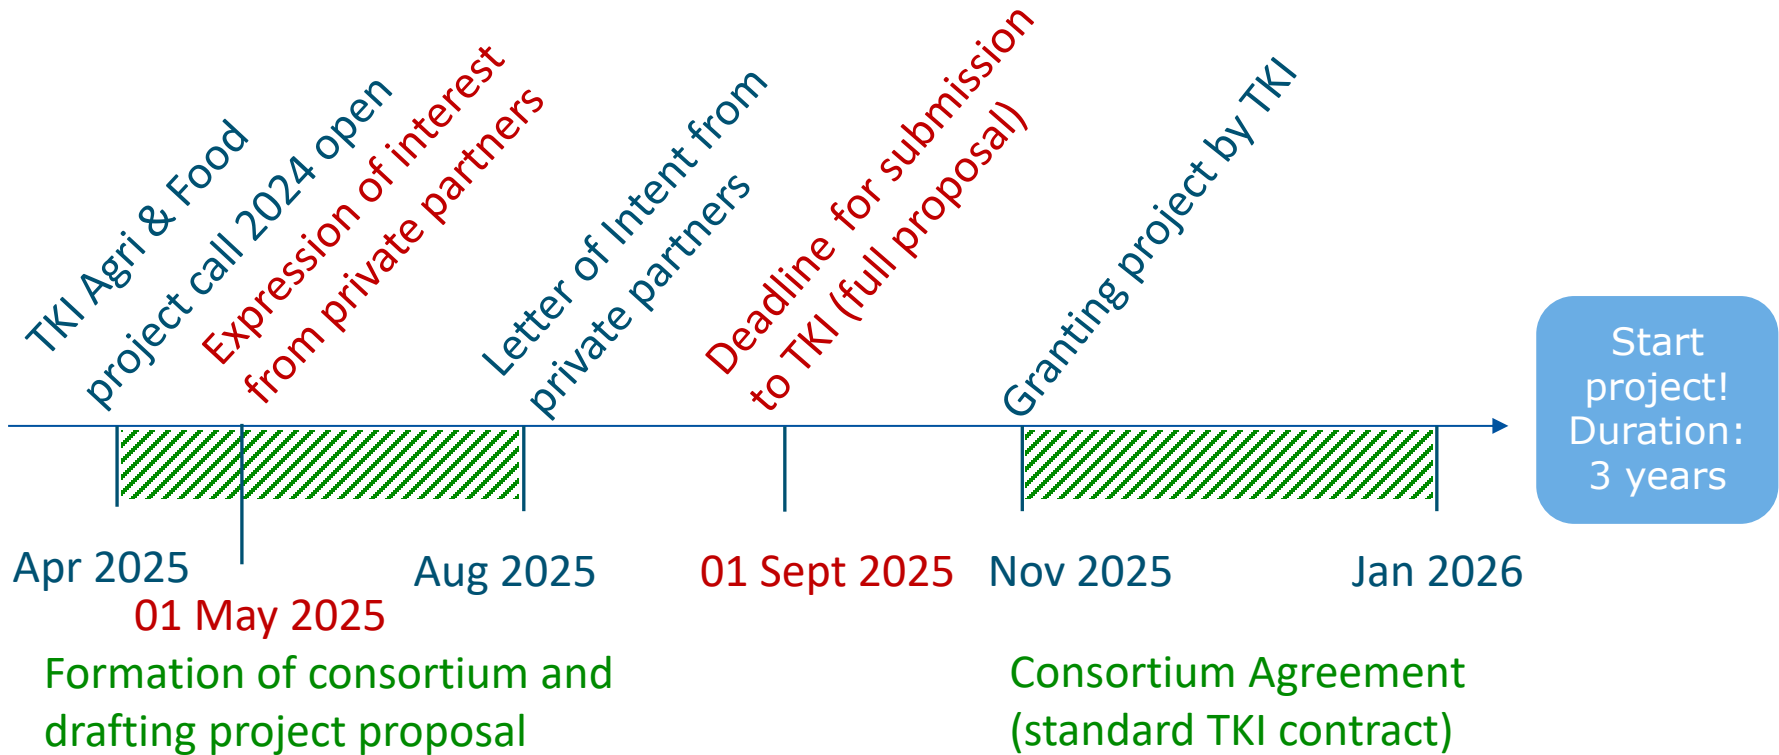 TKI Agri & Food
project call 2024 open
Expression of interest
from private partners
Letter of Intent from
private partners
Deadline for submission
to TKI (full proposal)
Granting project by TKI
Start
project!
Duration:
3 years
Apr 2025
01 May 2025
Aug 2025
01 Sept 2025
Nov 2025
Jan 2026
Formation of consortium and
drafting project proposal
Consortium Agreement
(standard TKI contract)